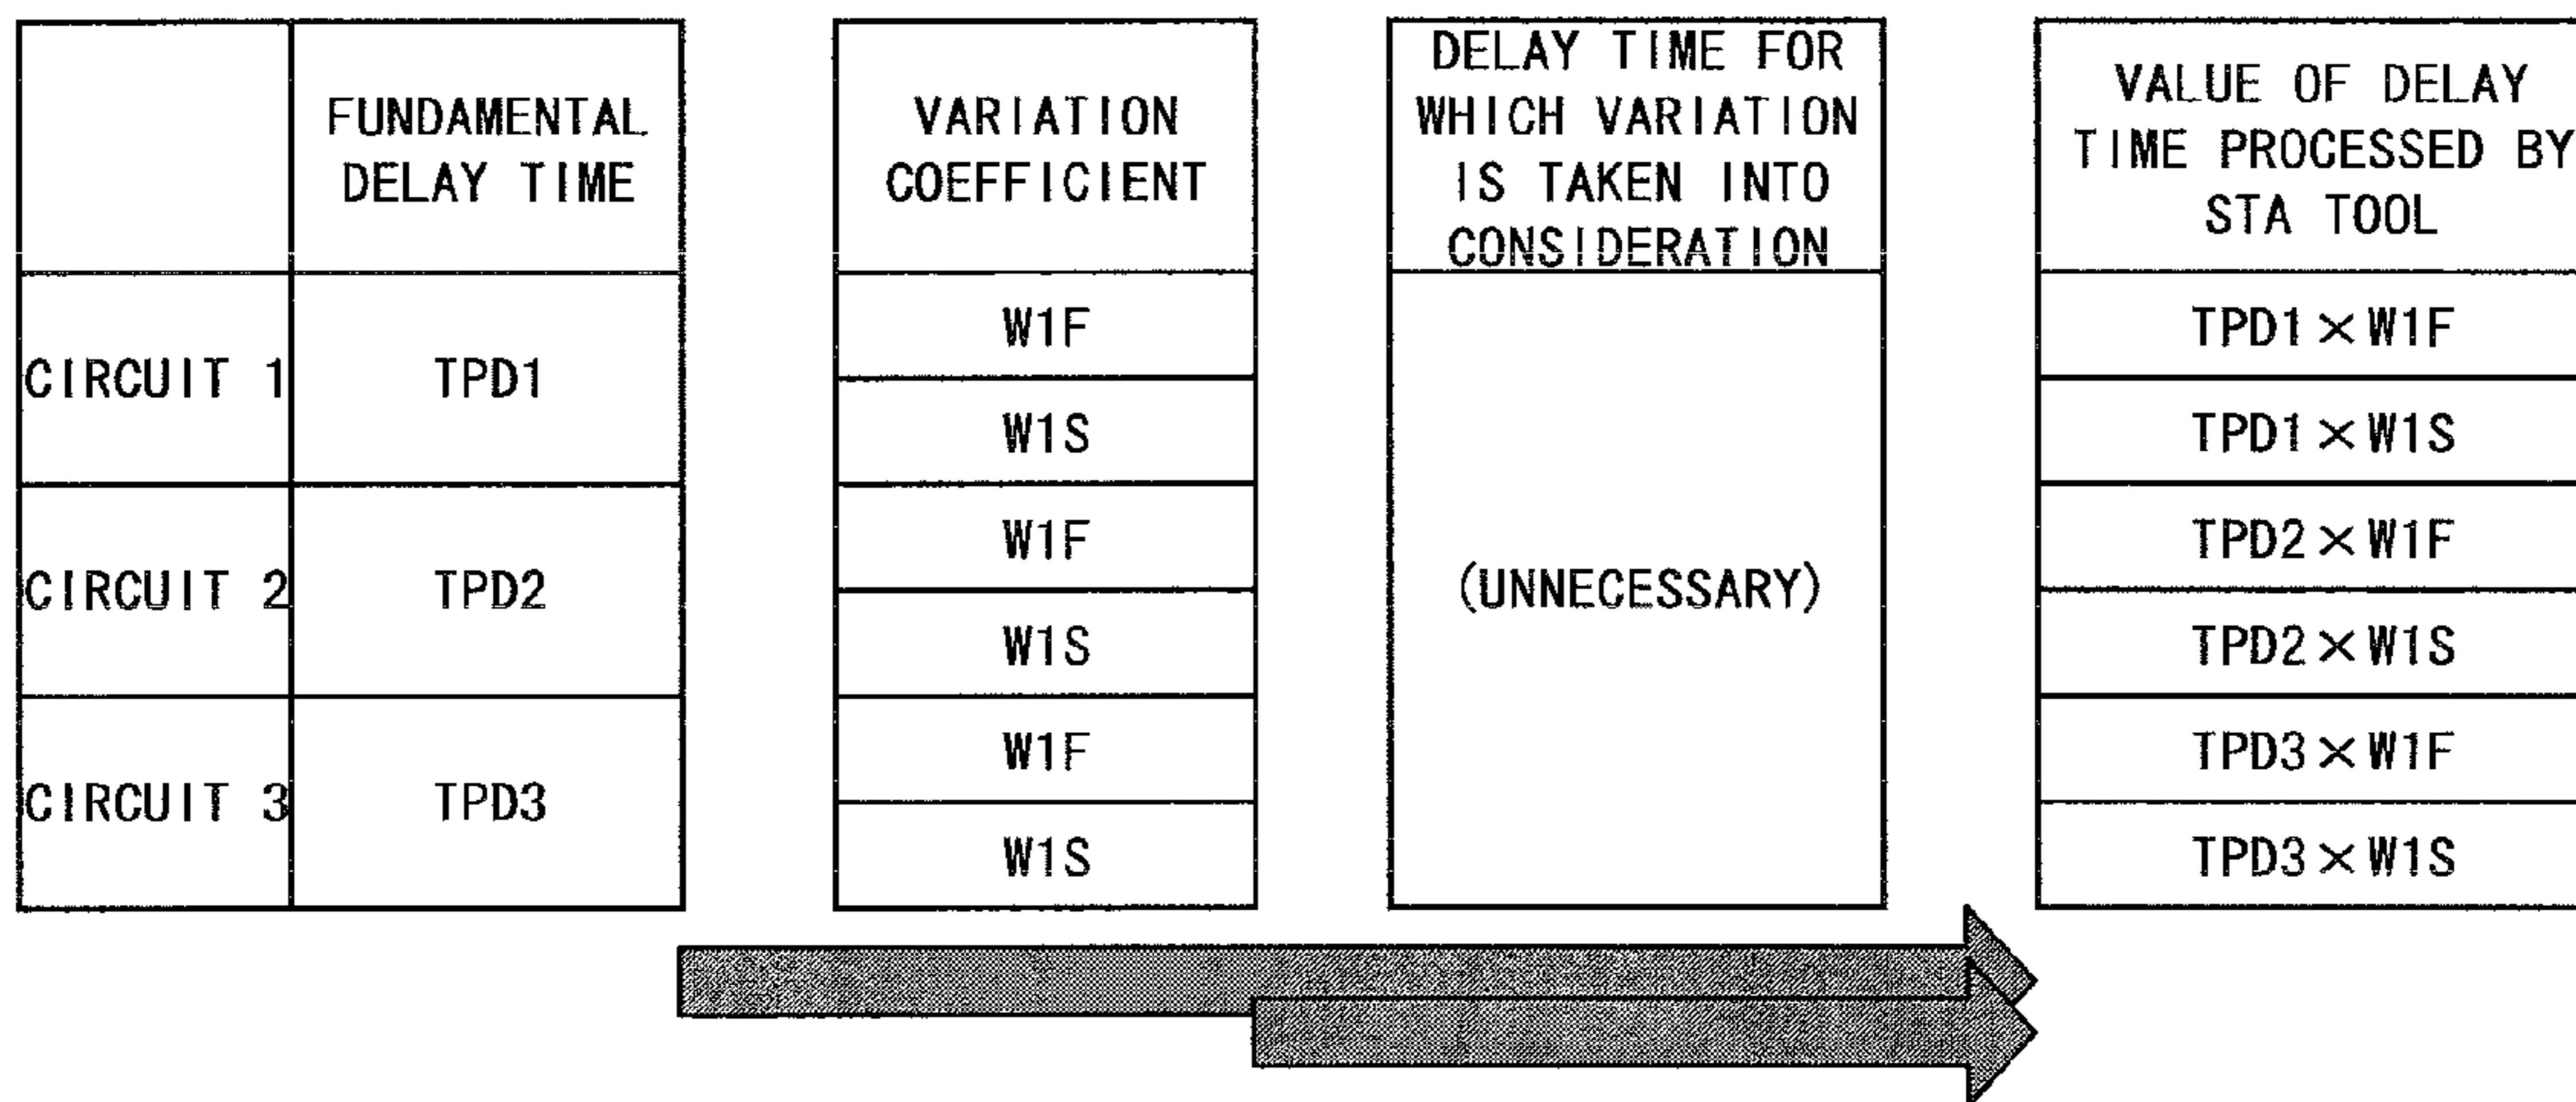 FUNDAMENTAL
DELAY TIME
VARIATION
COEFFICIENT
DELAY TIME FOR
WHICH VARIATION
IS TAKEN INTO
CONSIDERATION
VALUE OF DELAY
TIME PROCESSED BY
STA TOOL
CIRCUIT 1
TPD1
W1F
W1S
TPD1×W1F
TPD1×W1S
CIRCUIT 2
TPD2
W1F
W1S
(UNNECESSARY)
TPD2×W1F
TPD2×W1S
CIRCUIT 3
TPD3
W1F
W1S
TPD3×W1F
TPD3×W1S